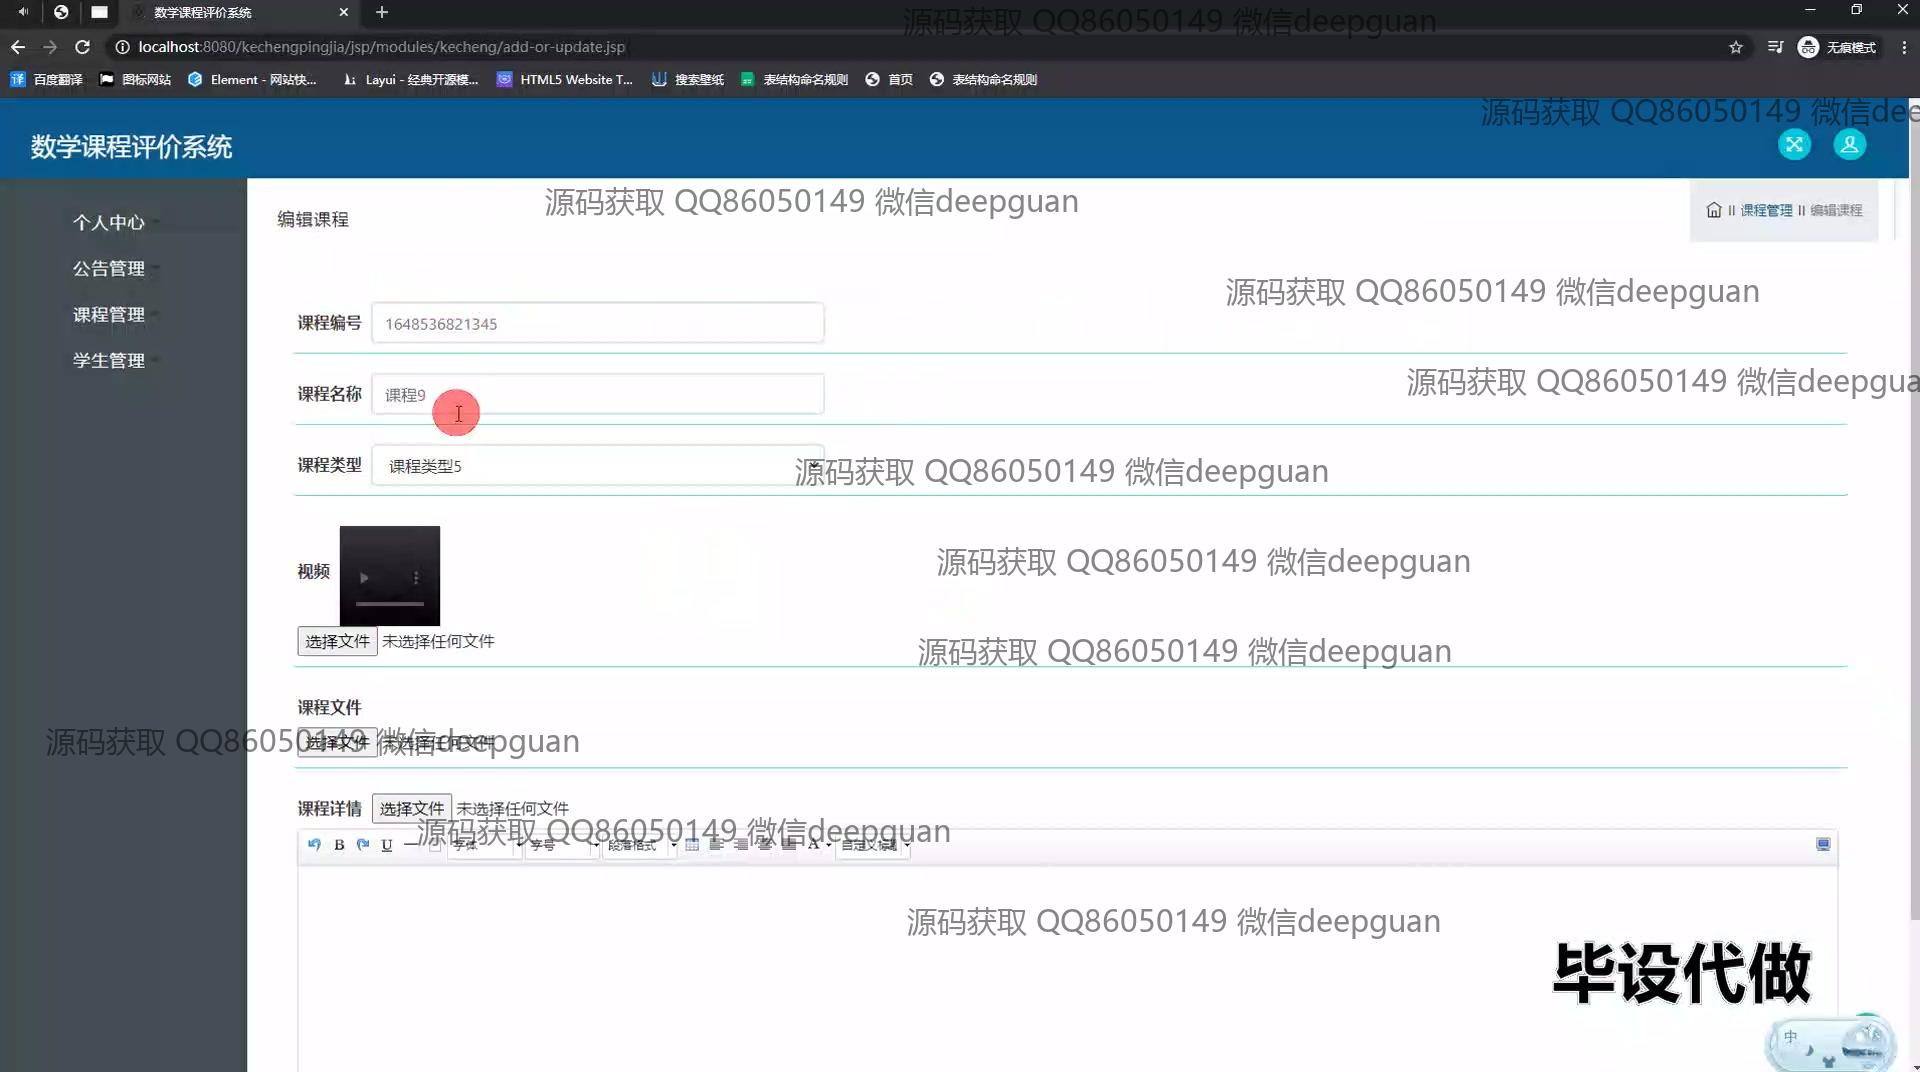 数学课程评价系统
源码获取 QQ86050149 微信deepguan
localhost:8080/kechengpingjia/jsp/modules/kecheng/add-or-update.jsp
无痕模式
百度翻译 图标网站 Element - 网站快... Layui - 经典开源模... HTML5 Website T... 搜索壁纸 表结构命名规则 首页 表结构命名规则
源码获取 QQ86050149 微信dee
数学课程评价系统
源码获取 QQ86050149 微信deepguan
编辑课程
课程管理 编辑课程
个人中心
公告管理
课程管理
学生管理
源码获取 QQ86050149 微信deepguan
课程编号 1648536821345
源码获取 QQ86050149 微信deepgua
课程名称 课程9
课程类型 课程类型5
源码获取 QQ86050149 微信deepguan
源码获取 QQ86050149 微信deepguan
视频
选择文件 未选择任何文件
源码获取 QQ86050149 微信deepguan
课程文件
选择文件 未选择任何文件
源码获取 QQ86050149 微信deepguan
课程详情 选择文件 未选择任何文件
源码获取 QQ86050149 微信deepguan
B U 字体 字号 段落格式 A 自定义标题
源码获取 QQ86050149 微信deepguan
毕设代做
中